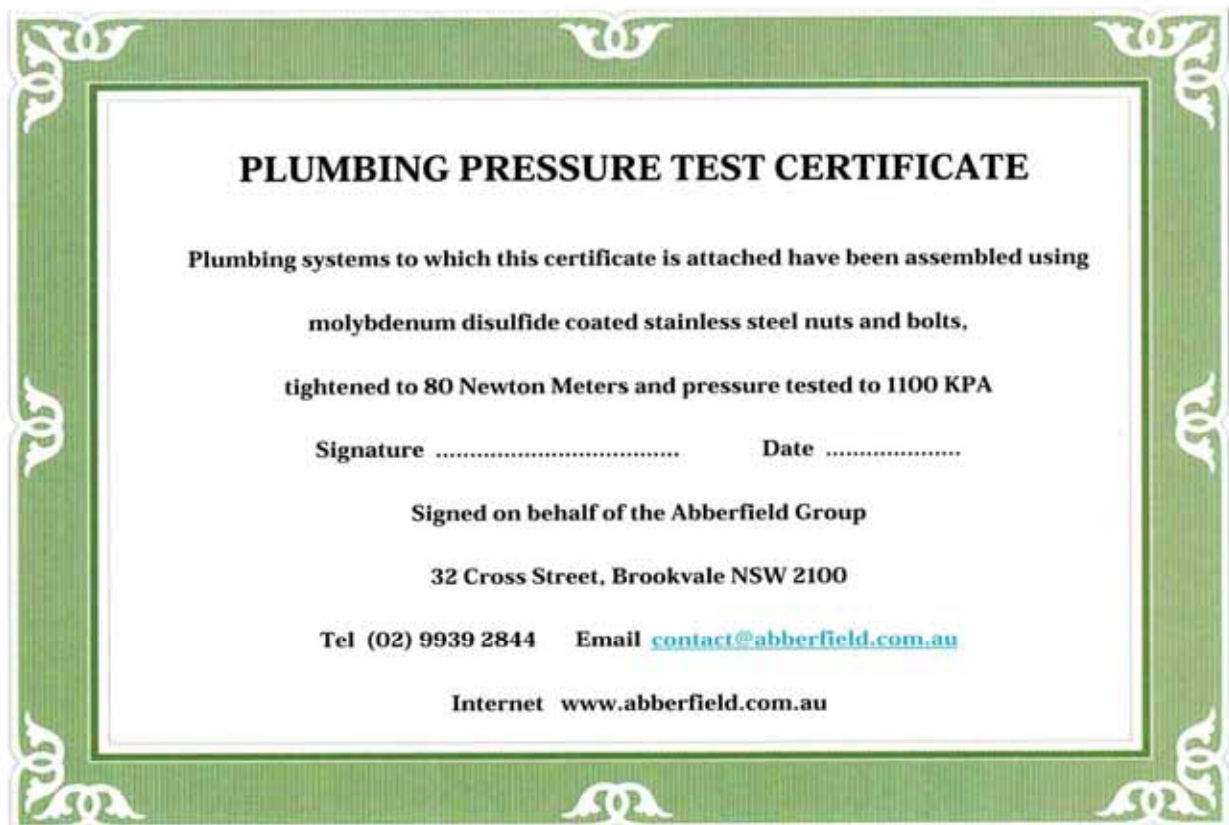 PLUMBING PRESSURE TEST CERTIFICATE
Plumbing systems to which this certificate is attached have been assembled using
molybdenum disulfide coated stainless steel nuts and bolts,
tightened to 80 Newton Meters and pressure tested to 1100 KPA
Signature .................................... Date ....................
Signed on behalf of the Abberfield Group
32 Cross Street, Brookvale NSW 2100
Tel (02) 9939 2844 Email contact@abberfield.com.au
Internet www.abberfield.com.au